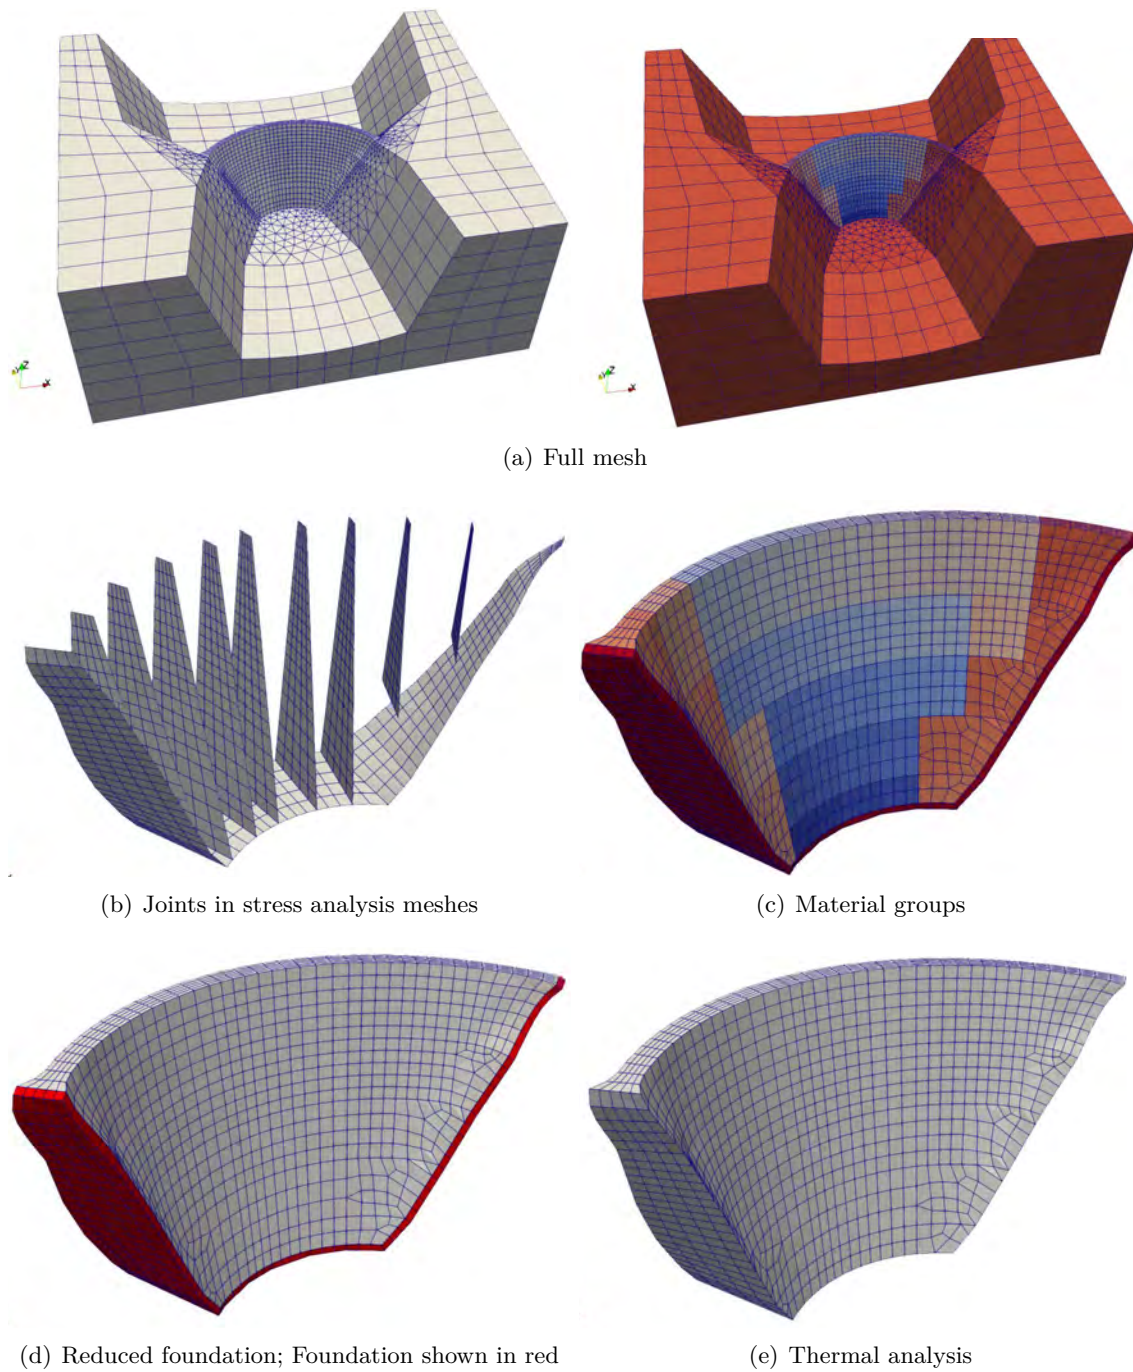 Z
Y
X
Z
Y
X
(a) Full mesh
(b) Joints in stress analysis meshes
(c) Material groups
(d) Reduced foundation; Foundation shown in red
(e) Thermal analysis